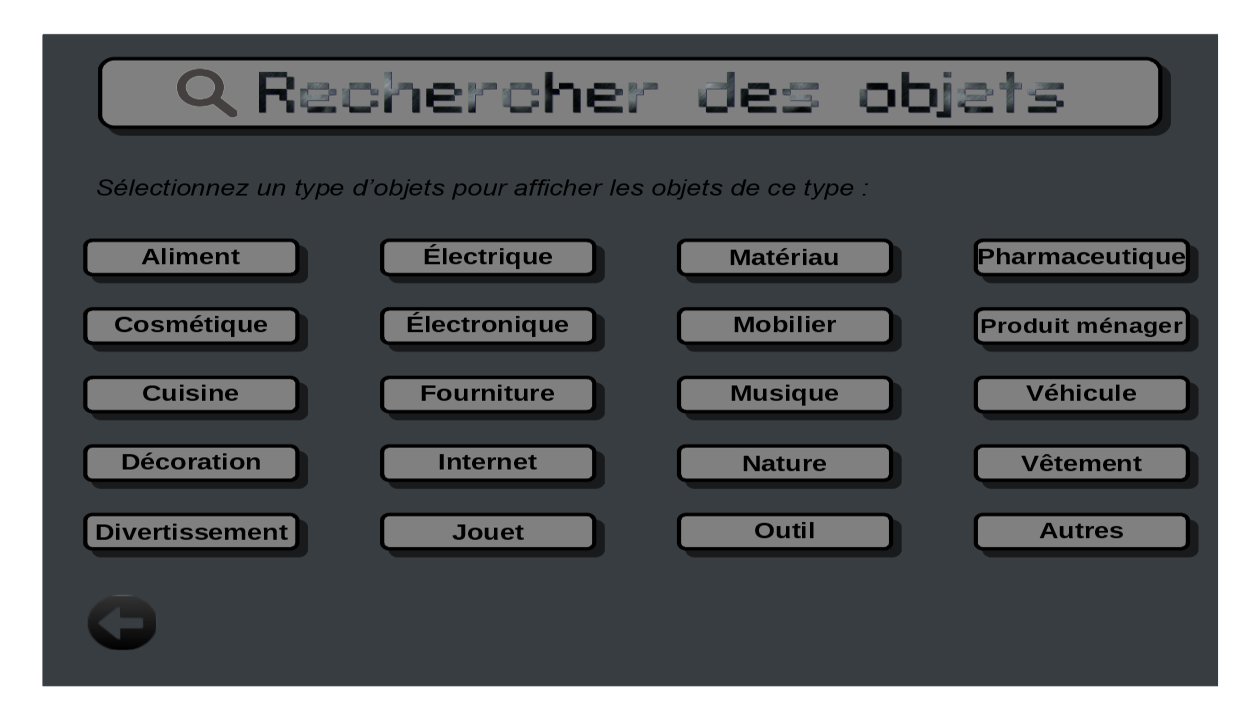 Rechercher des objets
Sélectionnez un type d’objets pour afficher les objets de ce type :
Aliment
Électrique
Matériau
Pharmaceutique
Cosmétique
Électronique
Mobilier
Produit ménager
Cuisine
Fourniture
Musique
Véhicule
Décoration
Internet
Nature
Vêtement
Divertissement
Jouet
Outil
Autres